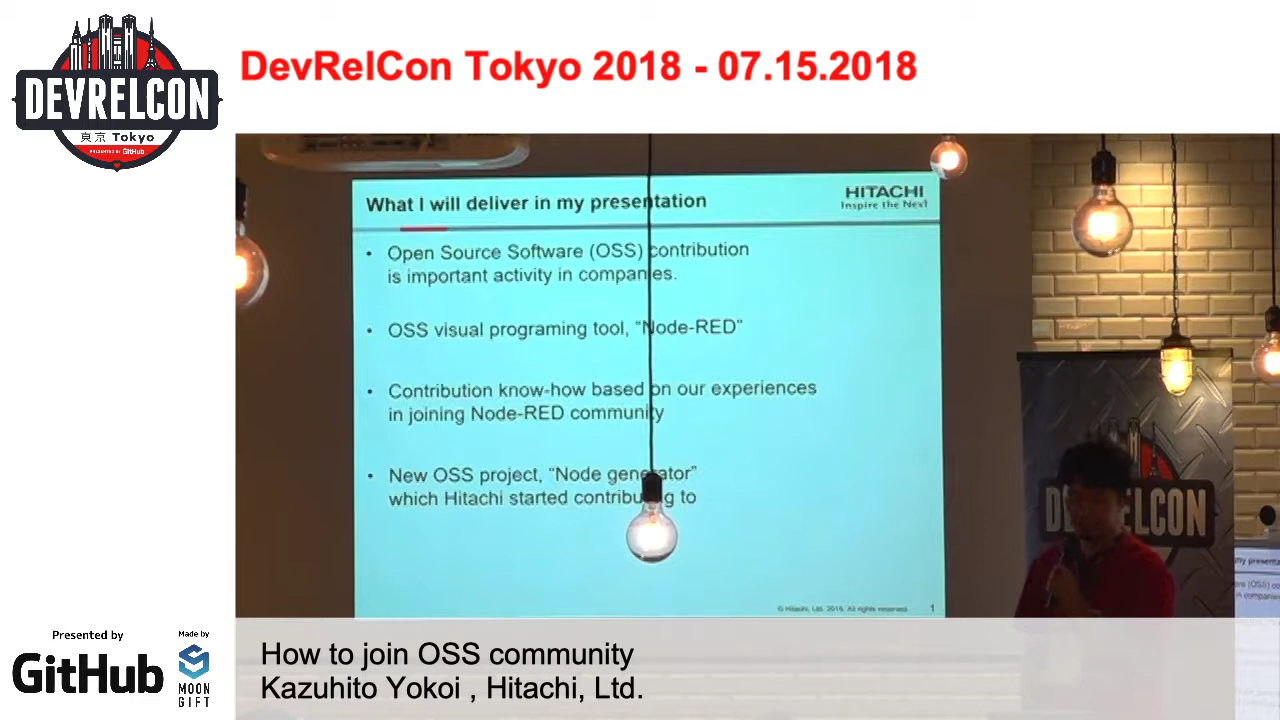 DEVRELCON
東京 Tokyo
PRESENTED BY GitHub
DevRelCon Tokyo 2018 - 07.15.2018
What I will deliver in my presentation
HITACHI
Inspire the Next
• Open Source Software (OSS) contribution
is important activity in companies.
• OSS visual programing tool, "Node-RED"
• Contribution know-how based on our experiences
in joining Node-RED community
• New OSS project, "Node generator"
which Hitachi started contributing to
© Hitachi, Ltd. 2018. All rights reserved.
1
DEVRELCON
Presented by
GitHub
Made by
MOON
GIFT
How to join OSS community
Kazuhito Yokoi , Hitachi, Ltd.